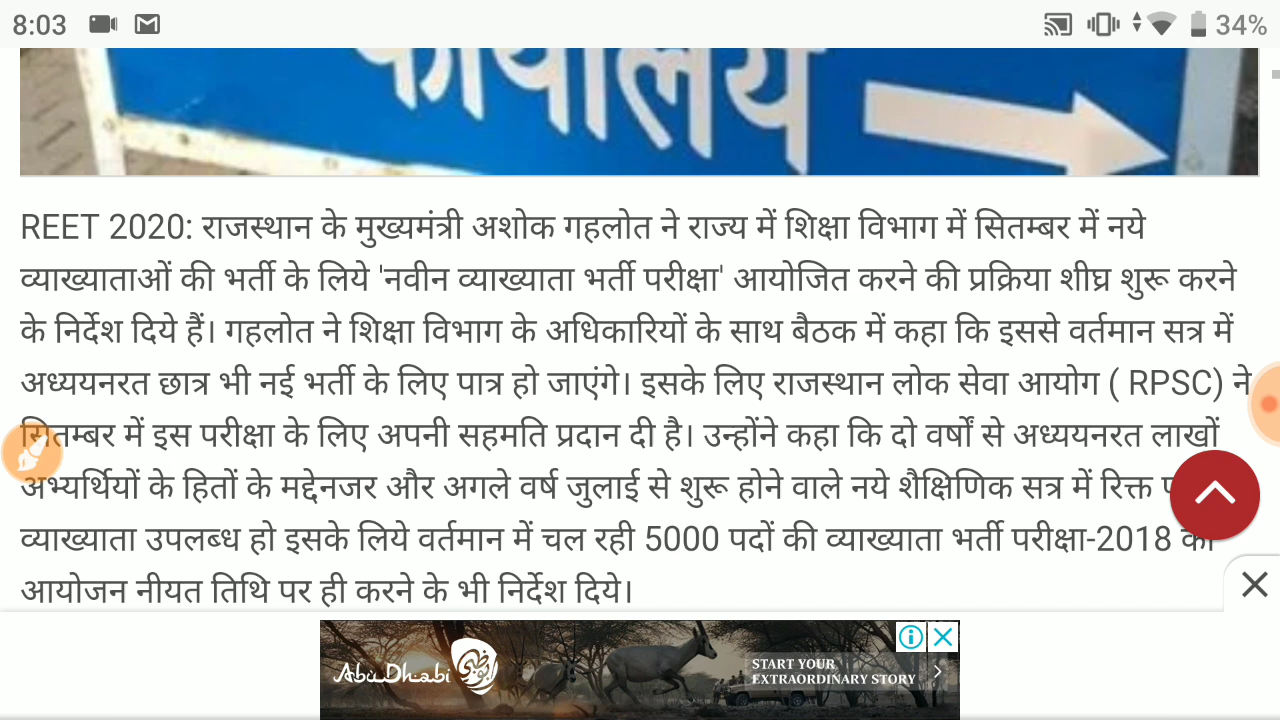 8:03
34%
कार्यालय
REET 2020: राजस्थान के मुख्यमंत्री अशोक गहलोत ने राज्य में शिक्षा विभाग में सितम्बर में नये
व्याख्याताओं की भर्ती के लिये 'नवीन व्याख्याता भर्ती परीक्षा' आयोजित करने की प्रक्रिया शीघ्र शुरू करने
के निर्देश दिये हैं। गहलोत ने शिक्षा विभाग के अधिकारियों के साथ बैठक में कहा कि इससे वर्तमान सत्र में
अध्ययनरत छात्र भी नई भर्ती के लिए पात्र हो जाएंगे। इसके लिए राजस्थान लोक सेवा आयोग ( RPSC) ने
सितम्बर में इस परीक्षा के लिए अपनी सहमति प्रदान दी है। उन्होंने कहा कि दो वर्षों से अध्ययनरत लाखों
अभ्यर्थियों के हितों के मद्देनजर और अगले वर्ष जुलाई से शुरू होने वाले नये शैक्षिणिक सत्र में रिक्त
व्याख्याता उपलब्ध हो इसके लिये वर्तमान में चल रही 5000 पदों की व्याख्याता भर्ती परीक्षा-2018 का
आयोजन नीयत तिथि पर ही करने के भी निर्देश दिये।
Abu Dhabi أبوظبي
START YOUR
EXTRAORDINARY STORY